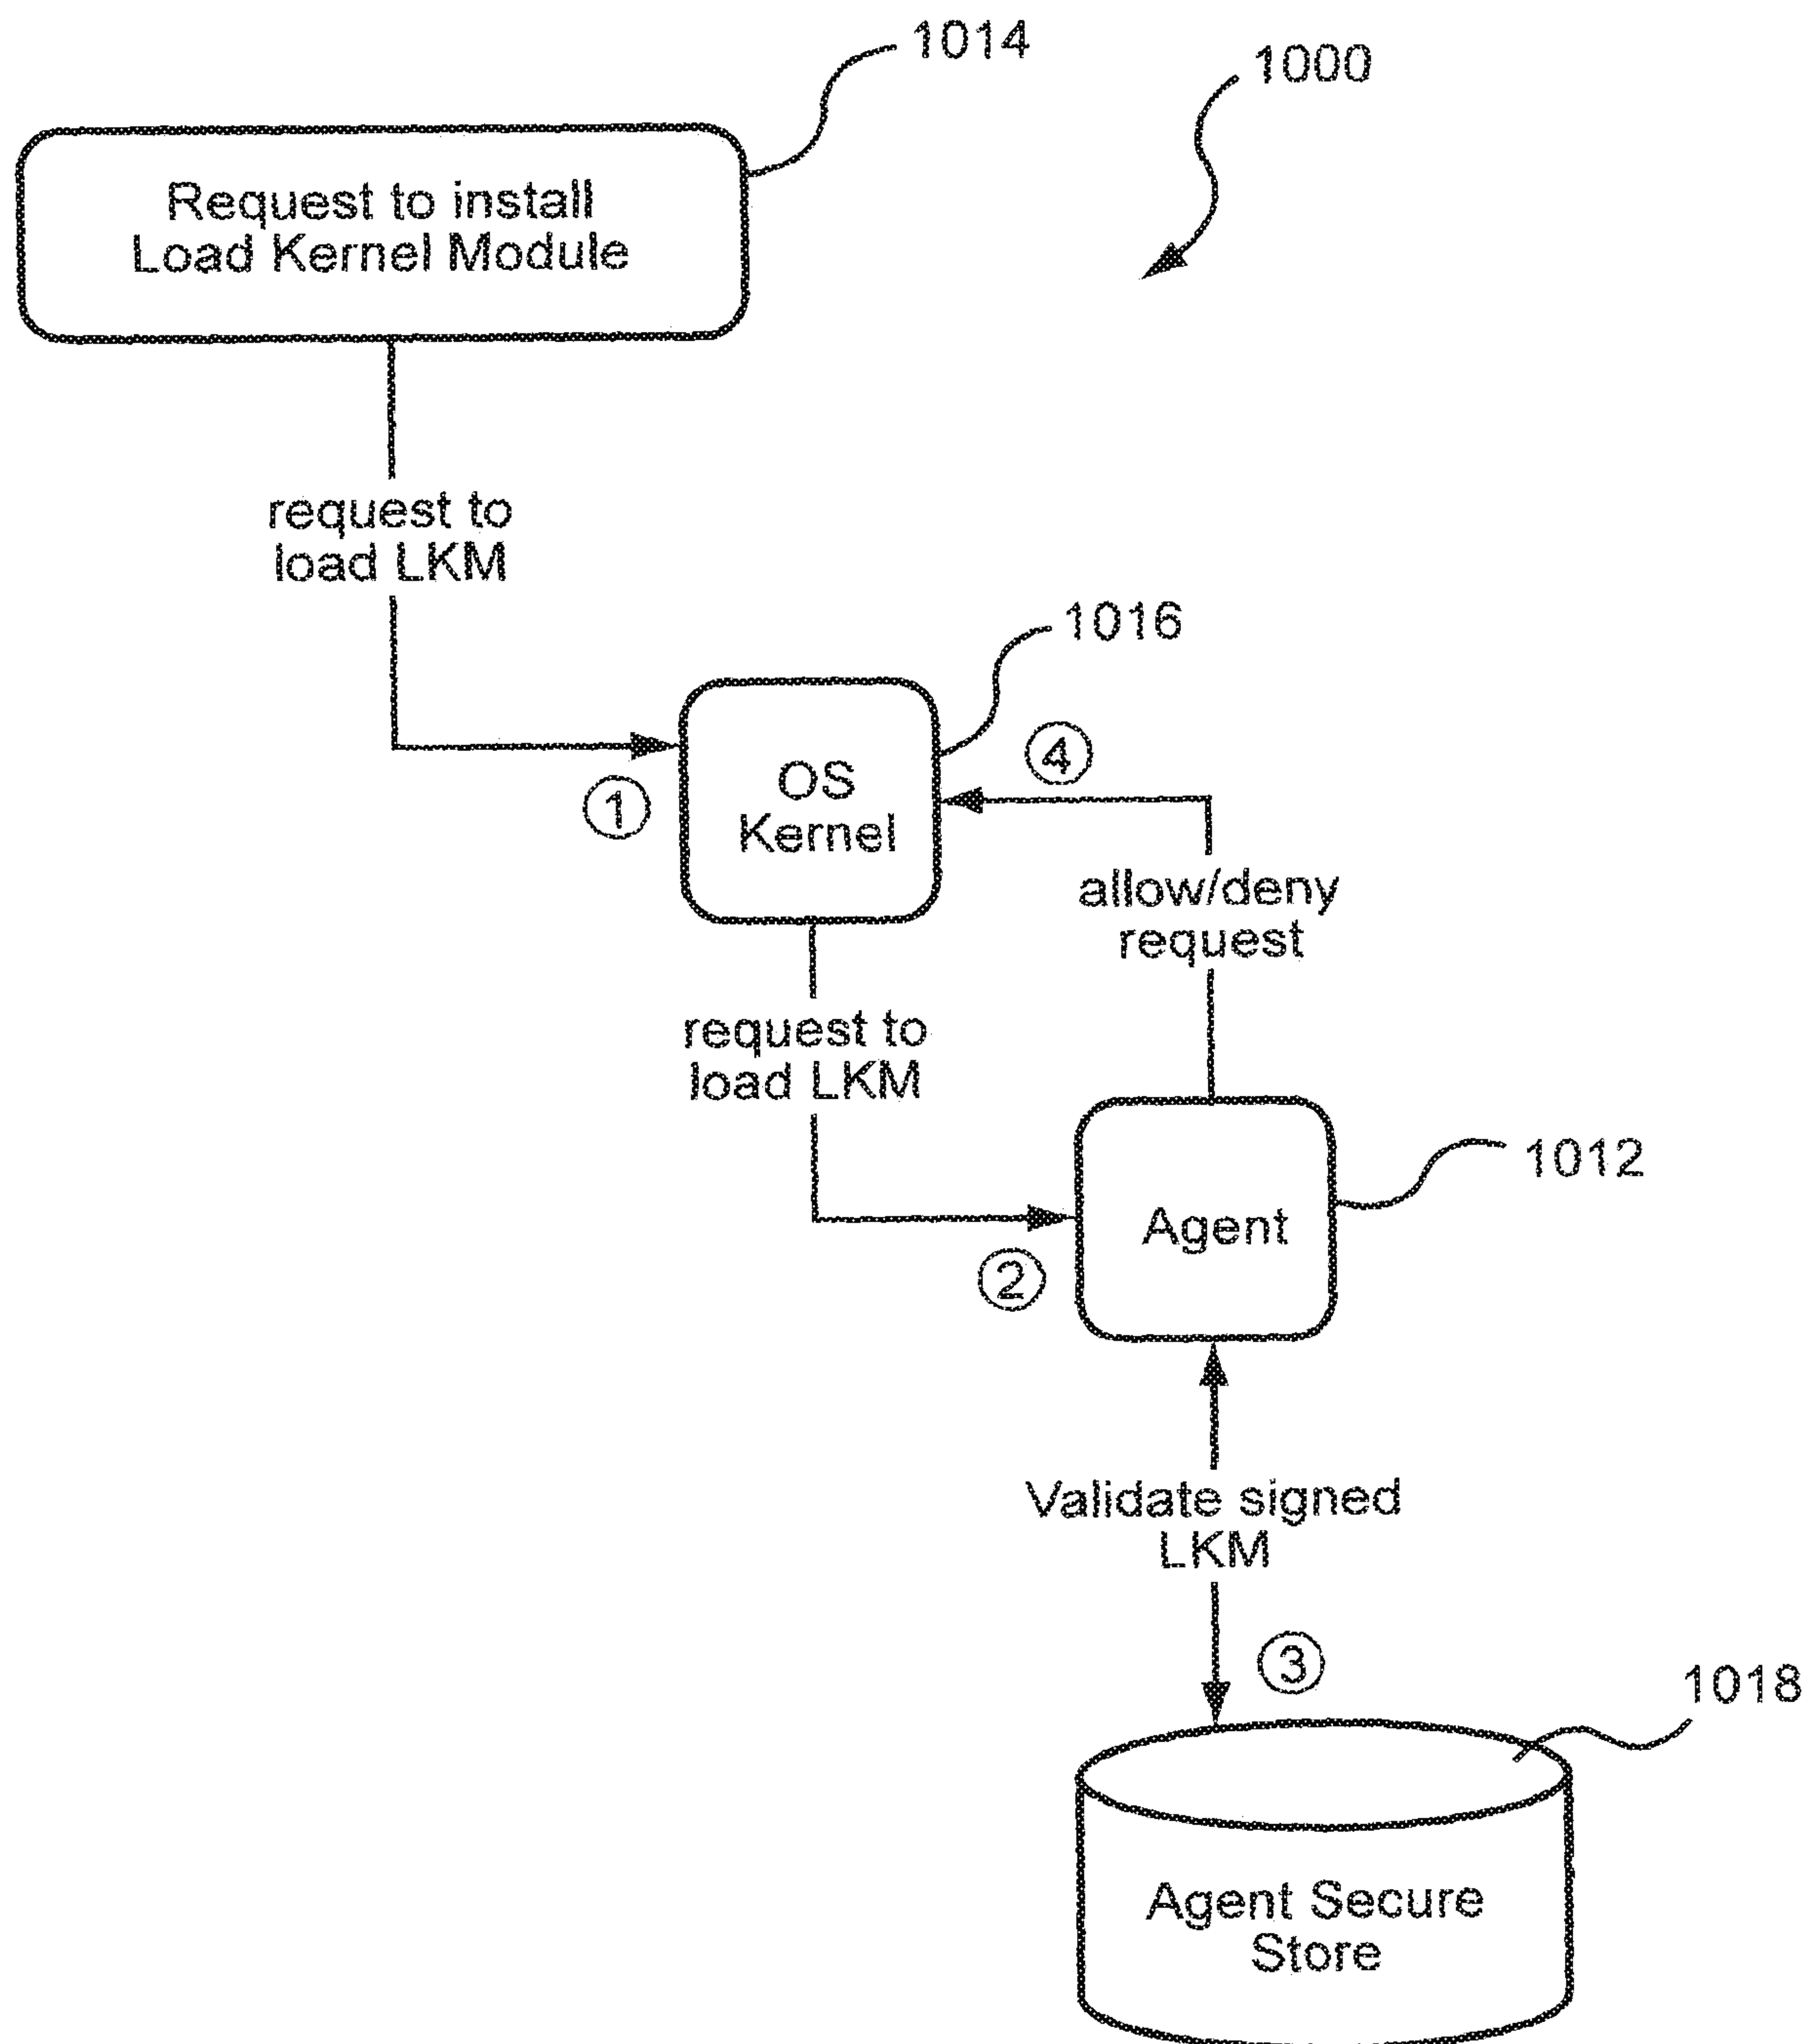 1014
1000
Request to install
Load Kernel Module
request to
load LKM
1016
④
OS
Kernel
①
allow/deny
request
request to
load LKM
1012
Agent
②
Validate signed
LKM
③
1018
Agent Secure
Store